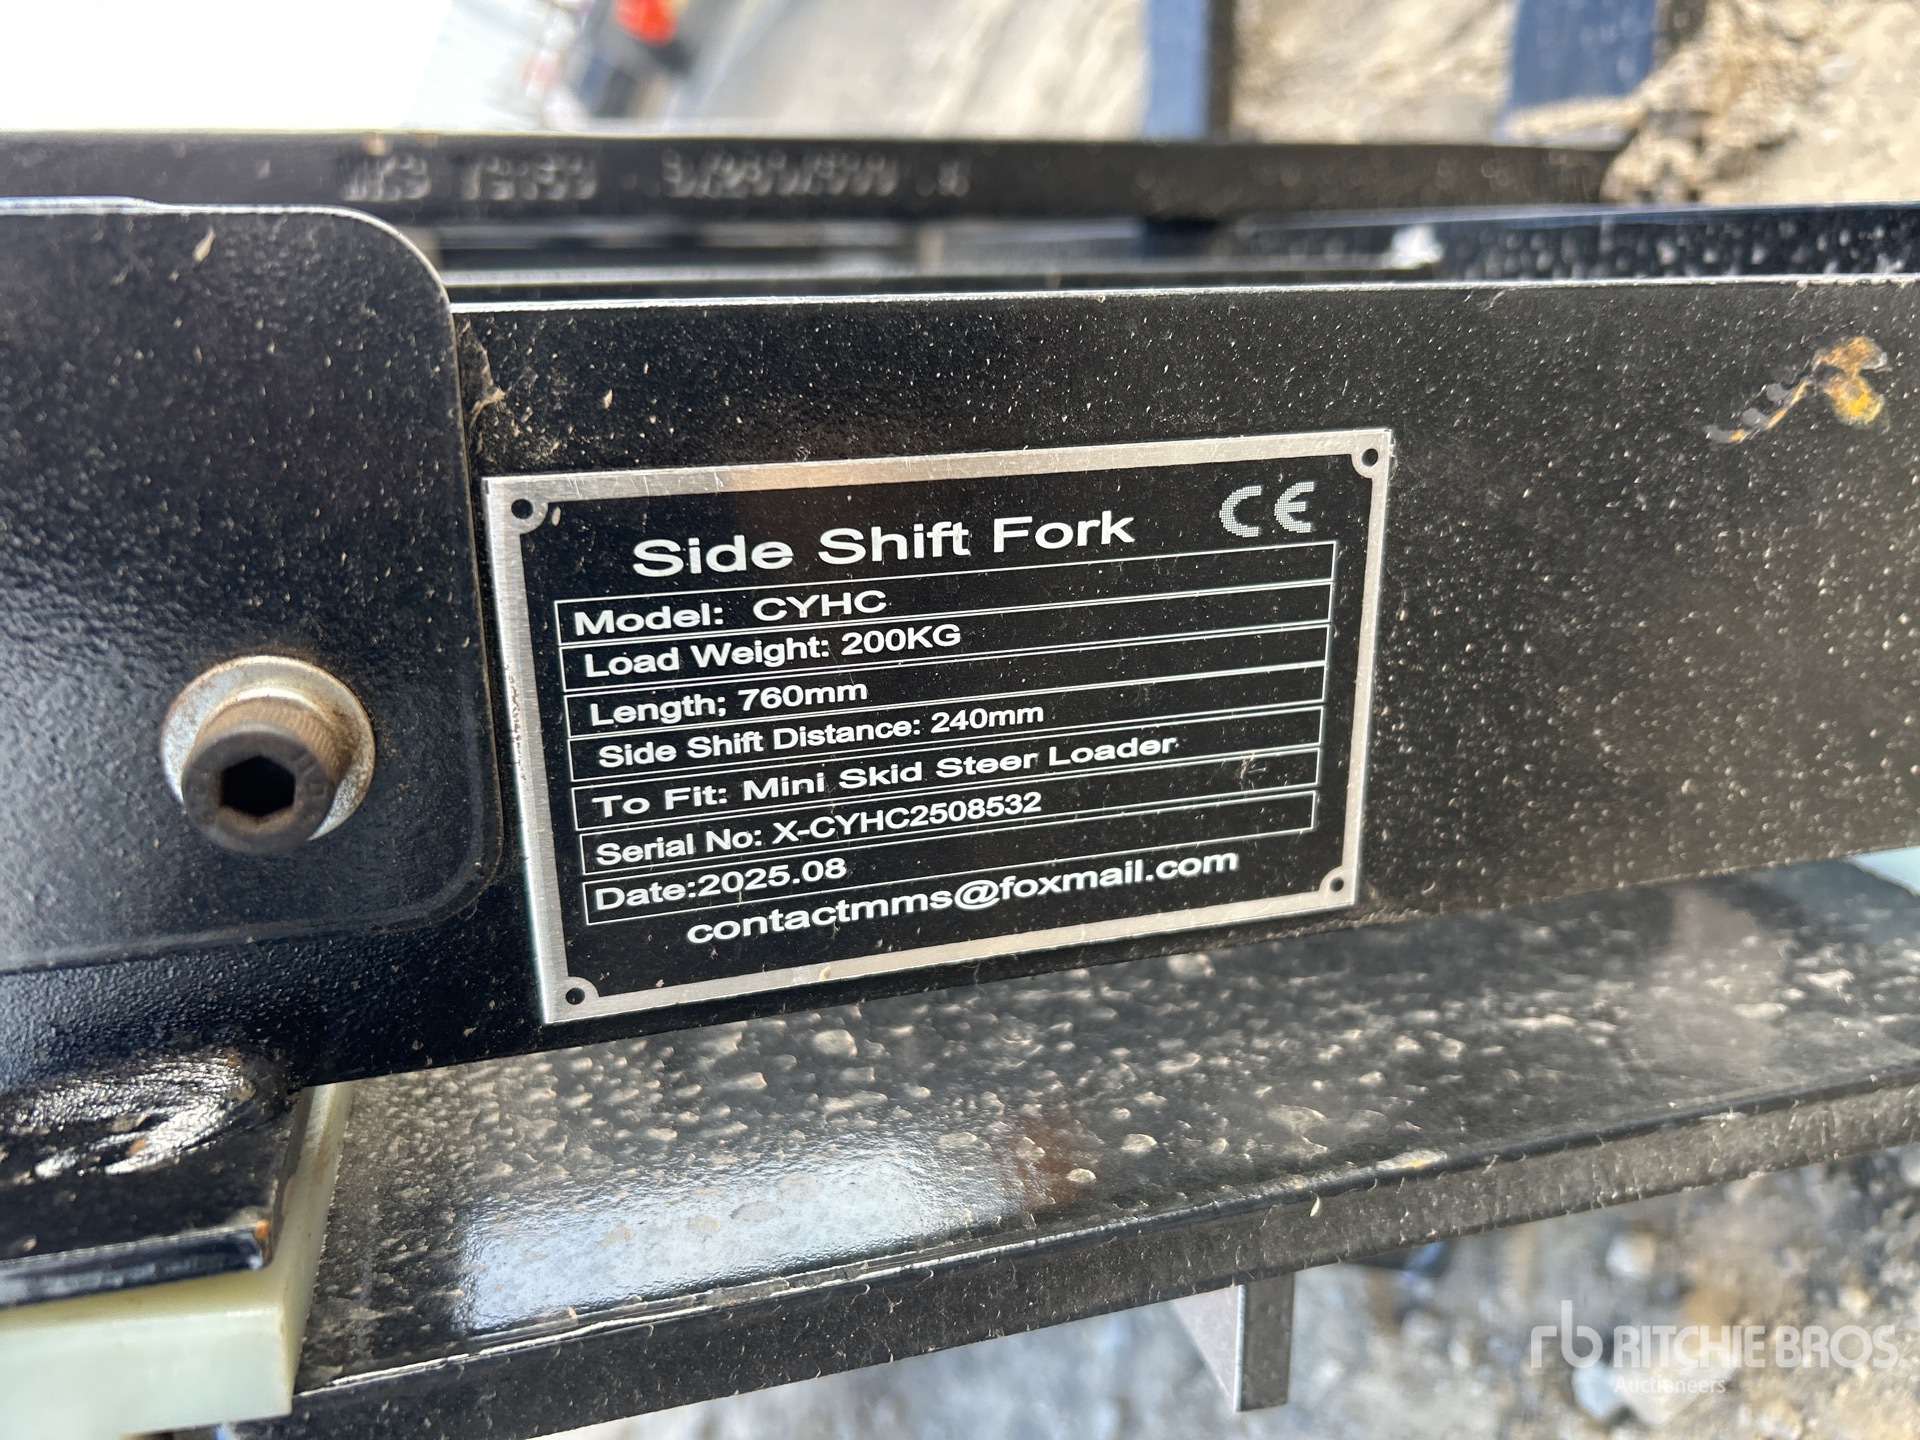 Side Shift Fork
CE
Model: CYHC
Load Weight: 200KG
Length; 760mm
Side Shift Distance: 240mm
To Fit: Mini Skid Steer Loader
Serial No: X-CYHC2508532
Date:2025.08
contactmms@foxmail.com
rb RITCHIE BROS.
Auctioneers